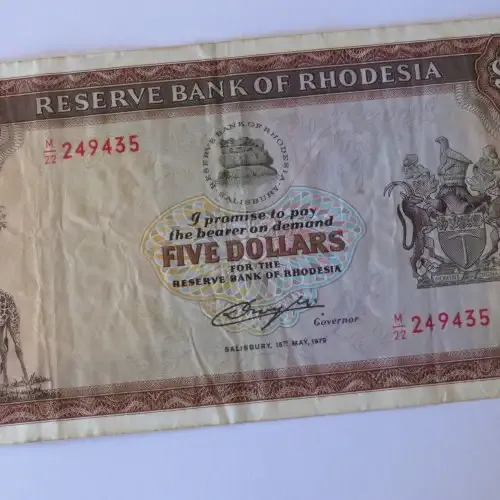 RESERVE BANK OF RHODESIA
$
M/22 249435
RESERVE BANK OF RHODESIA
SALISBURY
I promise to pay
the bearer on demand
FIVE DOLLARS
FOR THE
RESERVE BANK OF RHODESIA
Governor
M/22 249435
SALISBURY, 15TH MAY, 1979